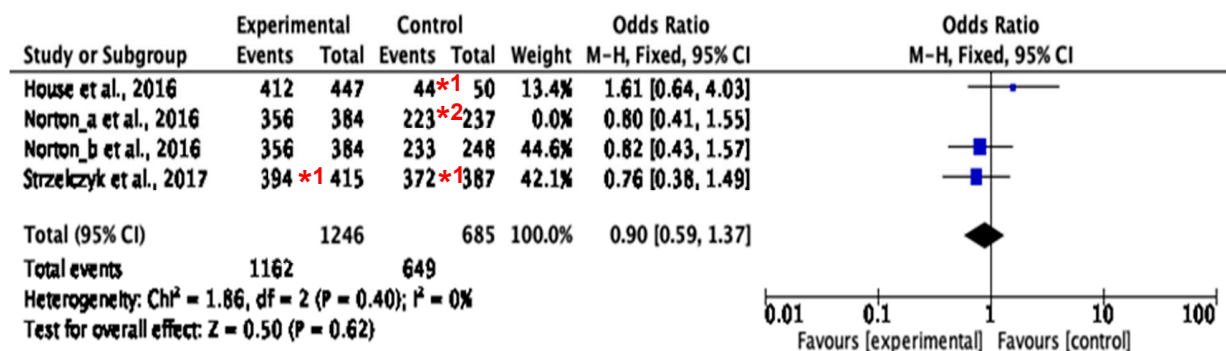 Experimental Control Odds Ratio Odds Ratio
Study or Subgroup Events Total Events Total Weight M-H, Fixed, 95% CI M-H, Fixed, 95% CI
House et al., 2016 412 447 44 *1 50 13.4% 1.61 [0.64, 4.03]
Norton_a et al., 2016 356 384 223 *2 237 0.0% 0.80 [0.41, 1.55]
Norton_b et al., 2016 356 384 233 248 44.6% 0.82 [0.43, 1.57]
Strzelczyk et al., 2017 394 *1 415 372 *1 387 42.1% 0.76 [0.38, 1.49]
Total (95% CI) 1246 685 100.0% 0.90 [0.59, 1.37]
Total events 1162 649
Heterogeneity: Chi² = 1.86, df = 2 (P = 0.40); I² = 0%
Test for overall effect: Z = 0.50 (P = 0.62)
0.01 0.1 1 10 100
Favours [experimental] Favours [control]